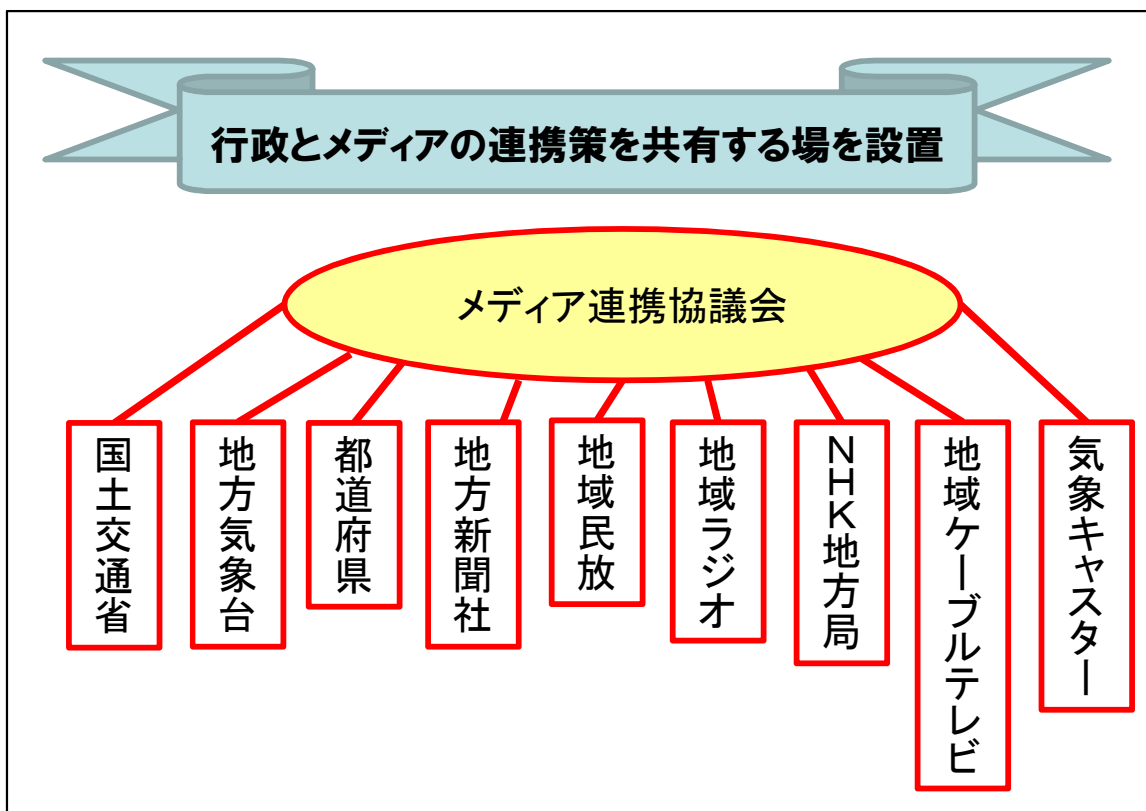 行政とメディアの連携策を共有する場を設置
メディア連携協議会
国土交通省
地方気象台
都道府県
地方新聞社
地域民放
地域ラジオ
ＮＨＫ地方局
地域ケーブルテレビ
気象キャスター